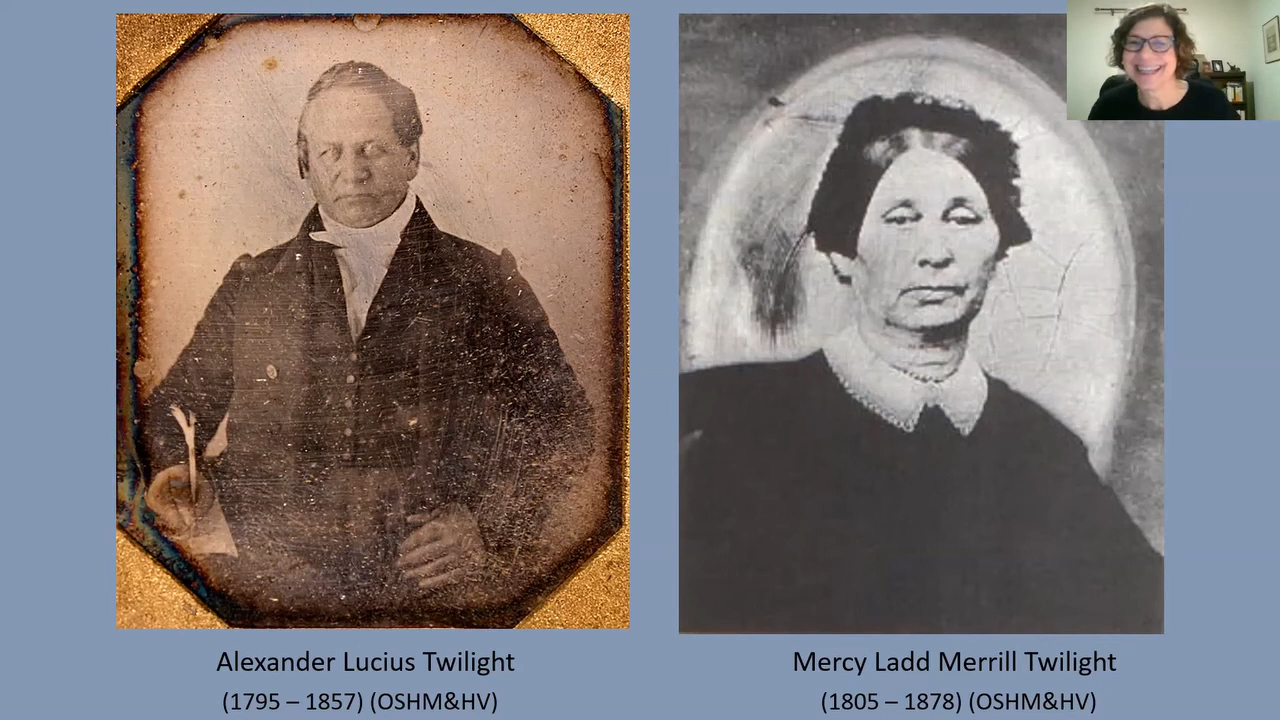 Alexander Lucius Twilight
(1795 – 1857) (OSHM&HV)
Mercy Ladd Merrill Twilight
(1805 – 1878) (OSHM&HV)